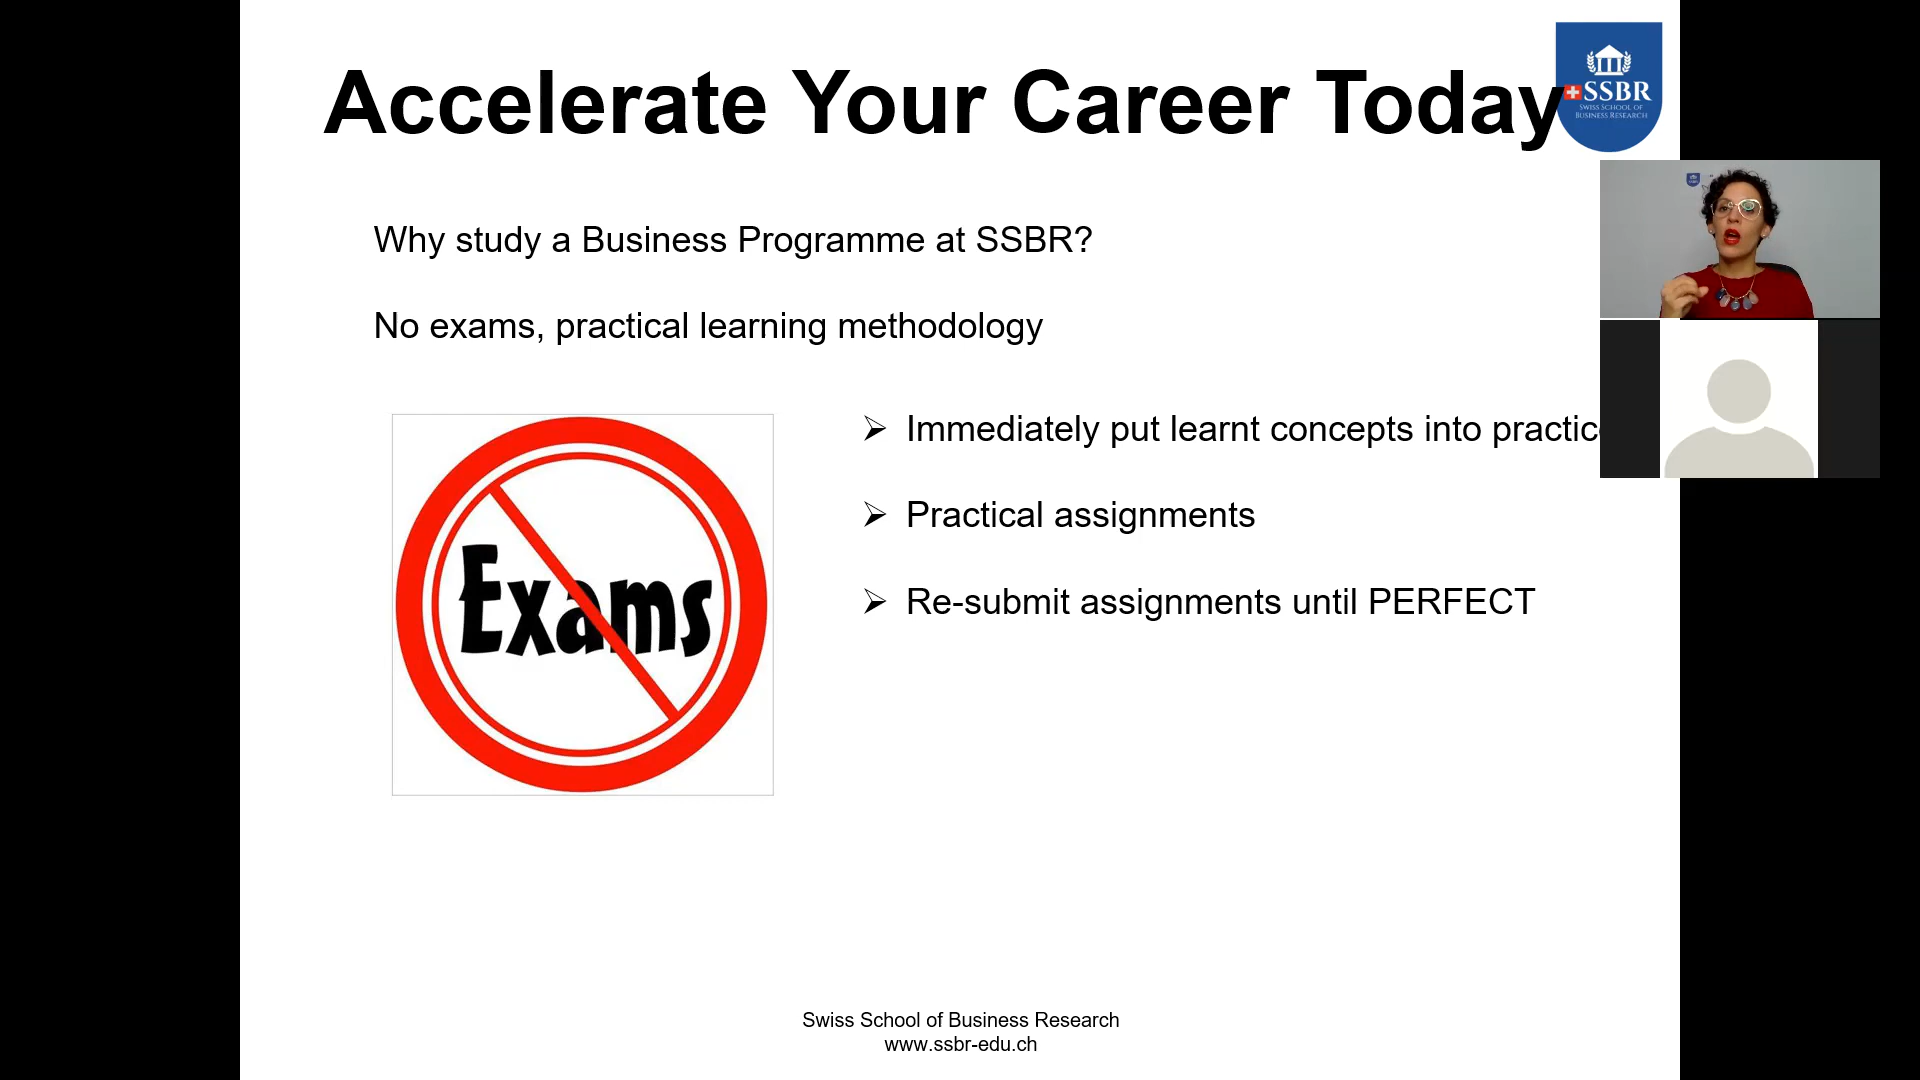 Accelerate Your Career Today
SSBR
SWISS SCHOOL OF
BUSINESS RESEARCH
Why study a Business Programme at SSBR?
No exams, practical learning methodology
Exams
➢ Immediately put learnt concepts into practic
➢ Practical assignments
➢ Re-submit assignments until PERFECT
Swiss School of Business Research
www.ssbr-edu.ch